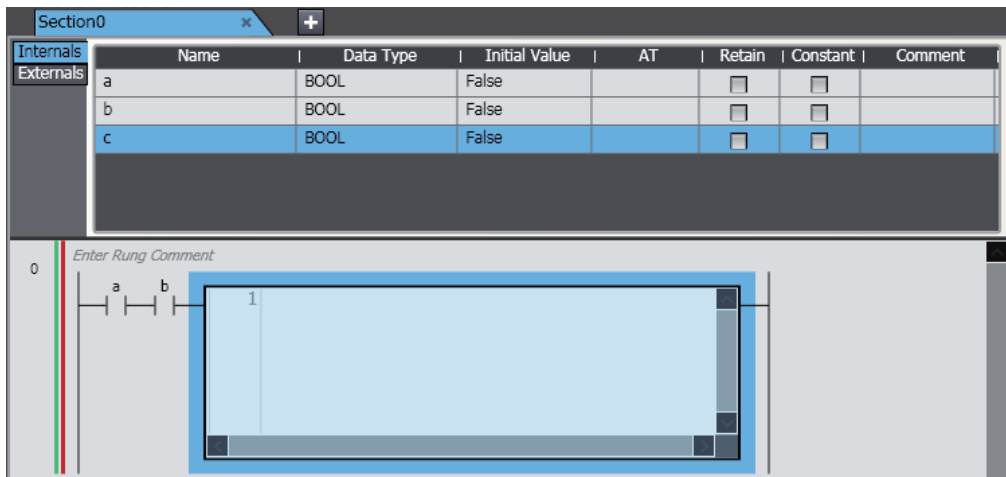 Section0 × +
Internals Name Data Type Initial Value AT Retain Constant Comment
Externals
a BOOL False
b BOOL False
c BOOL False
Enter Rung Comment
0
a b
1